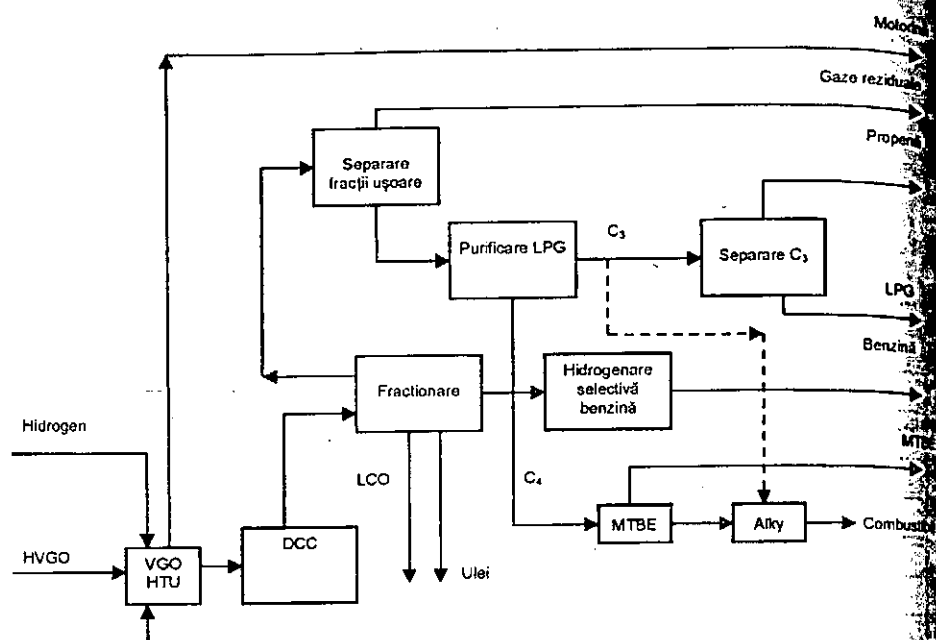 Gaze reziduale
Separare
fracții ușoare
Purificare LPG
C₃
Separare C₃
LPG
Benzină
Fractionare
Hidrogenare
selectivă
benzină
Hidrogen
LCO
C₄
MTBE
Alky
HVGO
VGO
HTU
DCC
Ulei